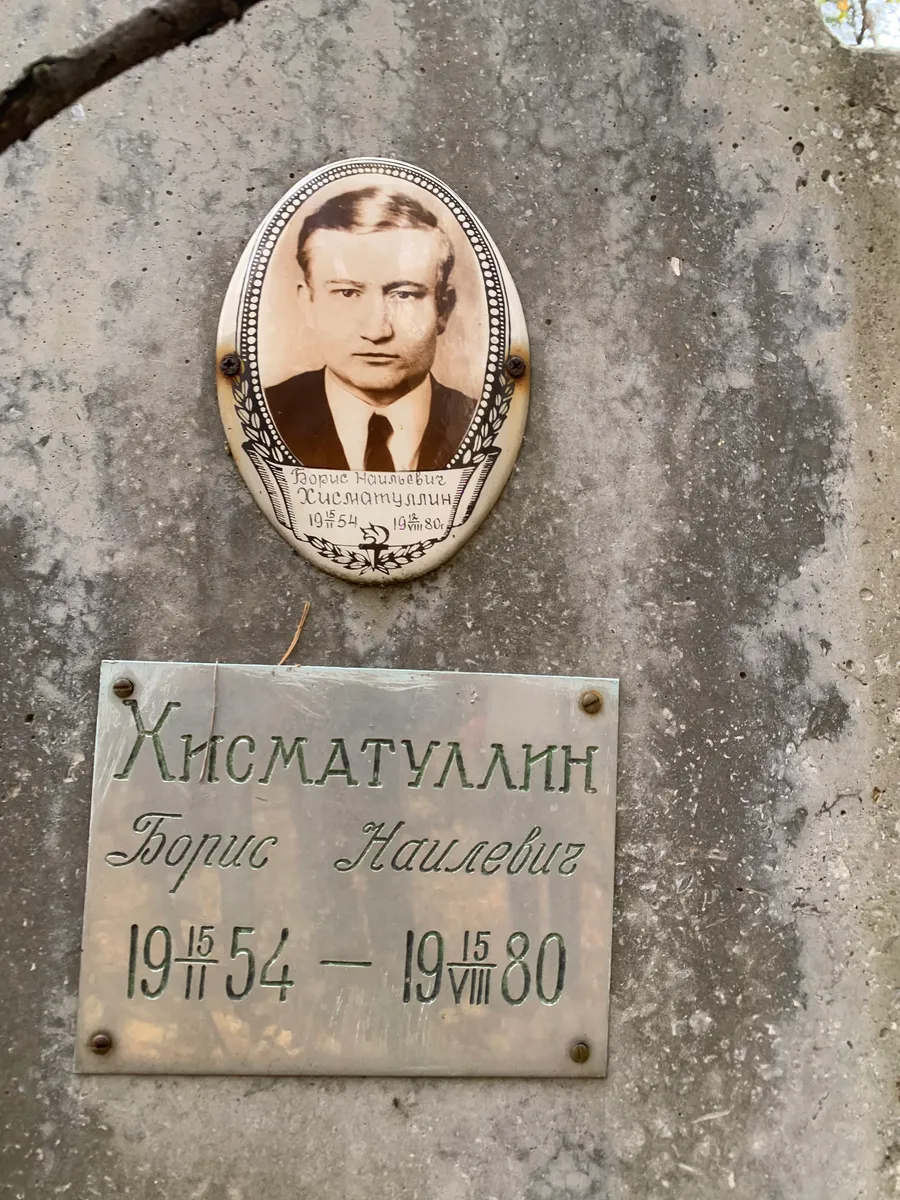 Борис Наильевич
Хисматуллин
19 15/II 54 19 12/VIII 80г
Хисматуллин
Борис Наилевич
19 15/II 54 — 19 15/VIII 80